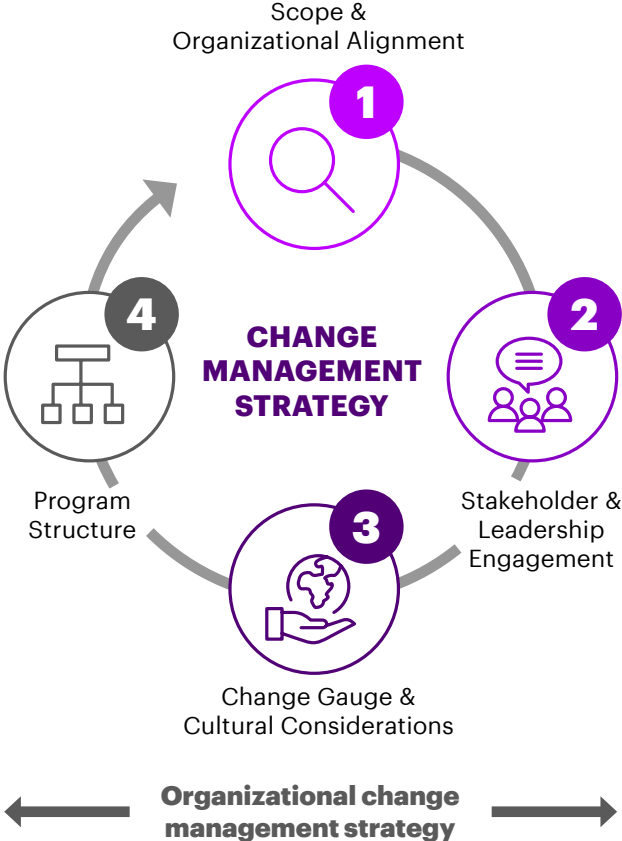 Scope &
Organizational Alignment
1
2
Stakeholder &
Leadership
Engagement
3
Change Gauge &
Cultural Considerations
4
Program
Structure
CHANGE
MANAGEMENT
STRATEGY
Organizational change
management strategy